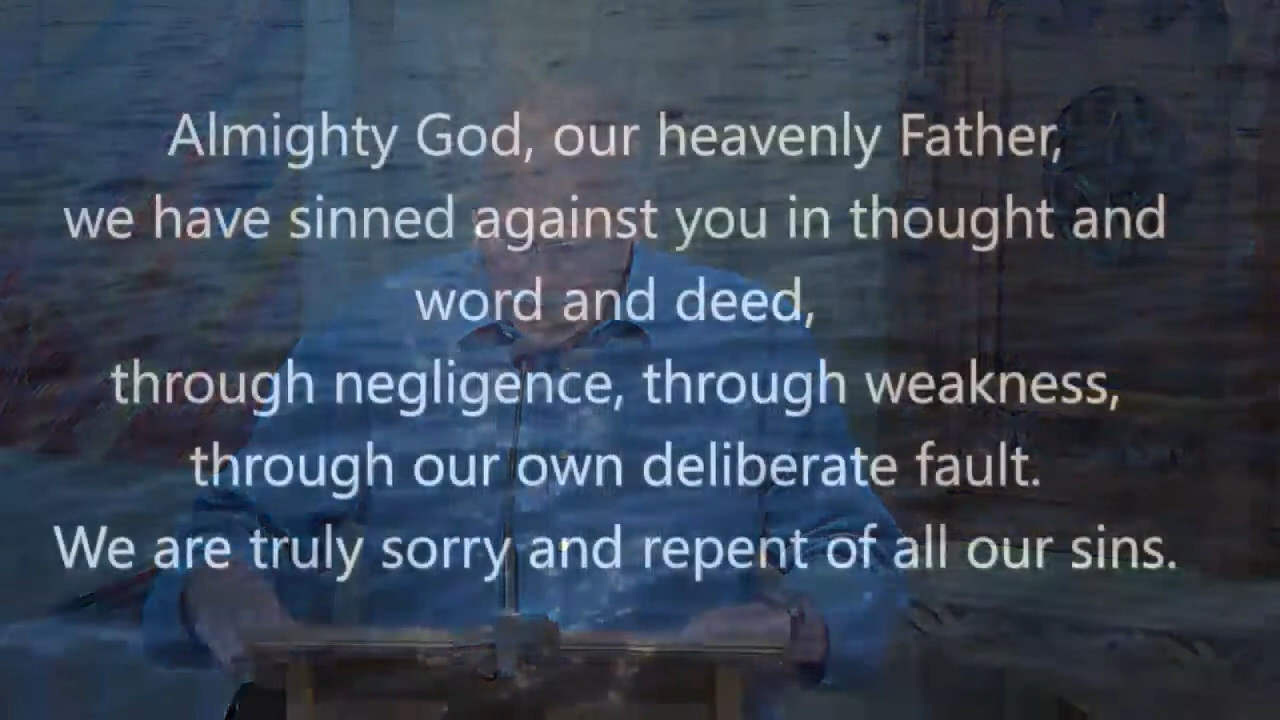 Almighty God, our heavenly Father,
we have sinned against you in thought and
word and deed,
through negligence, through weakness,
through our own deliberate fault.
We are truly sorry and repent of all our sins.